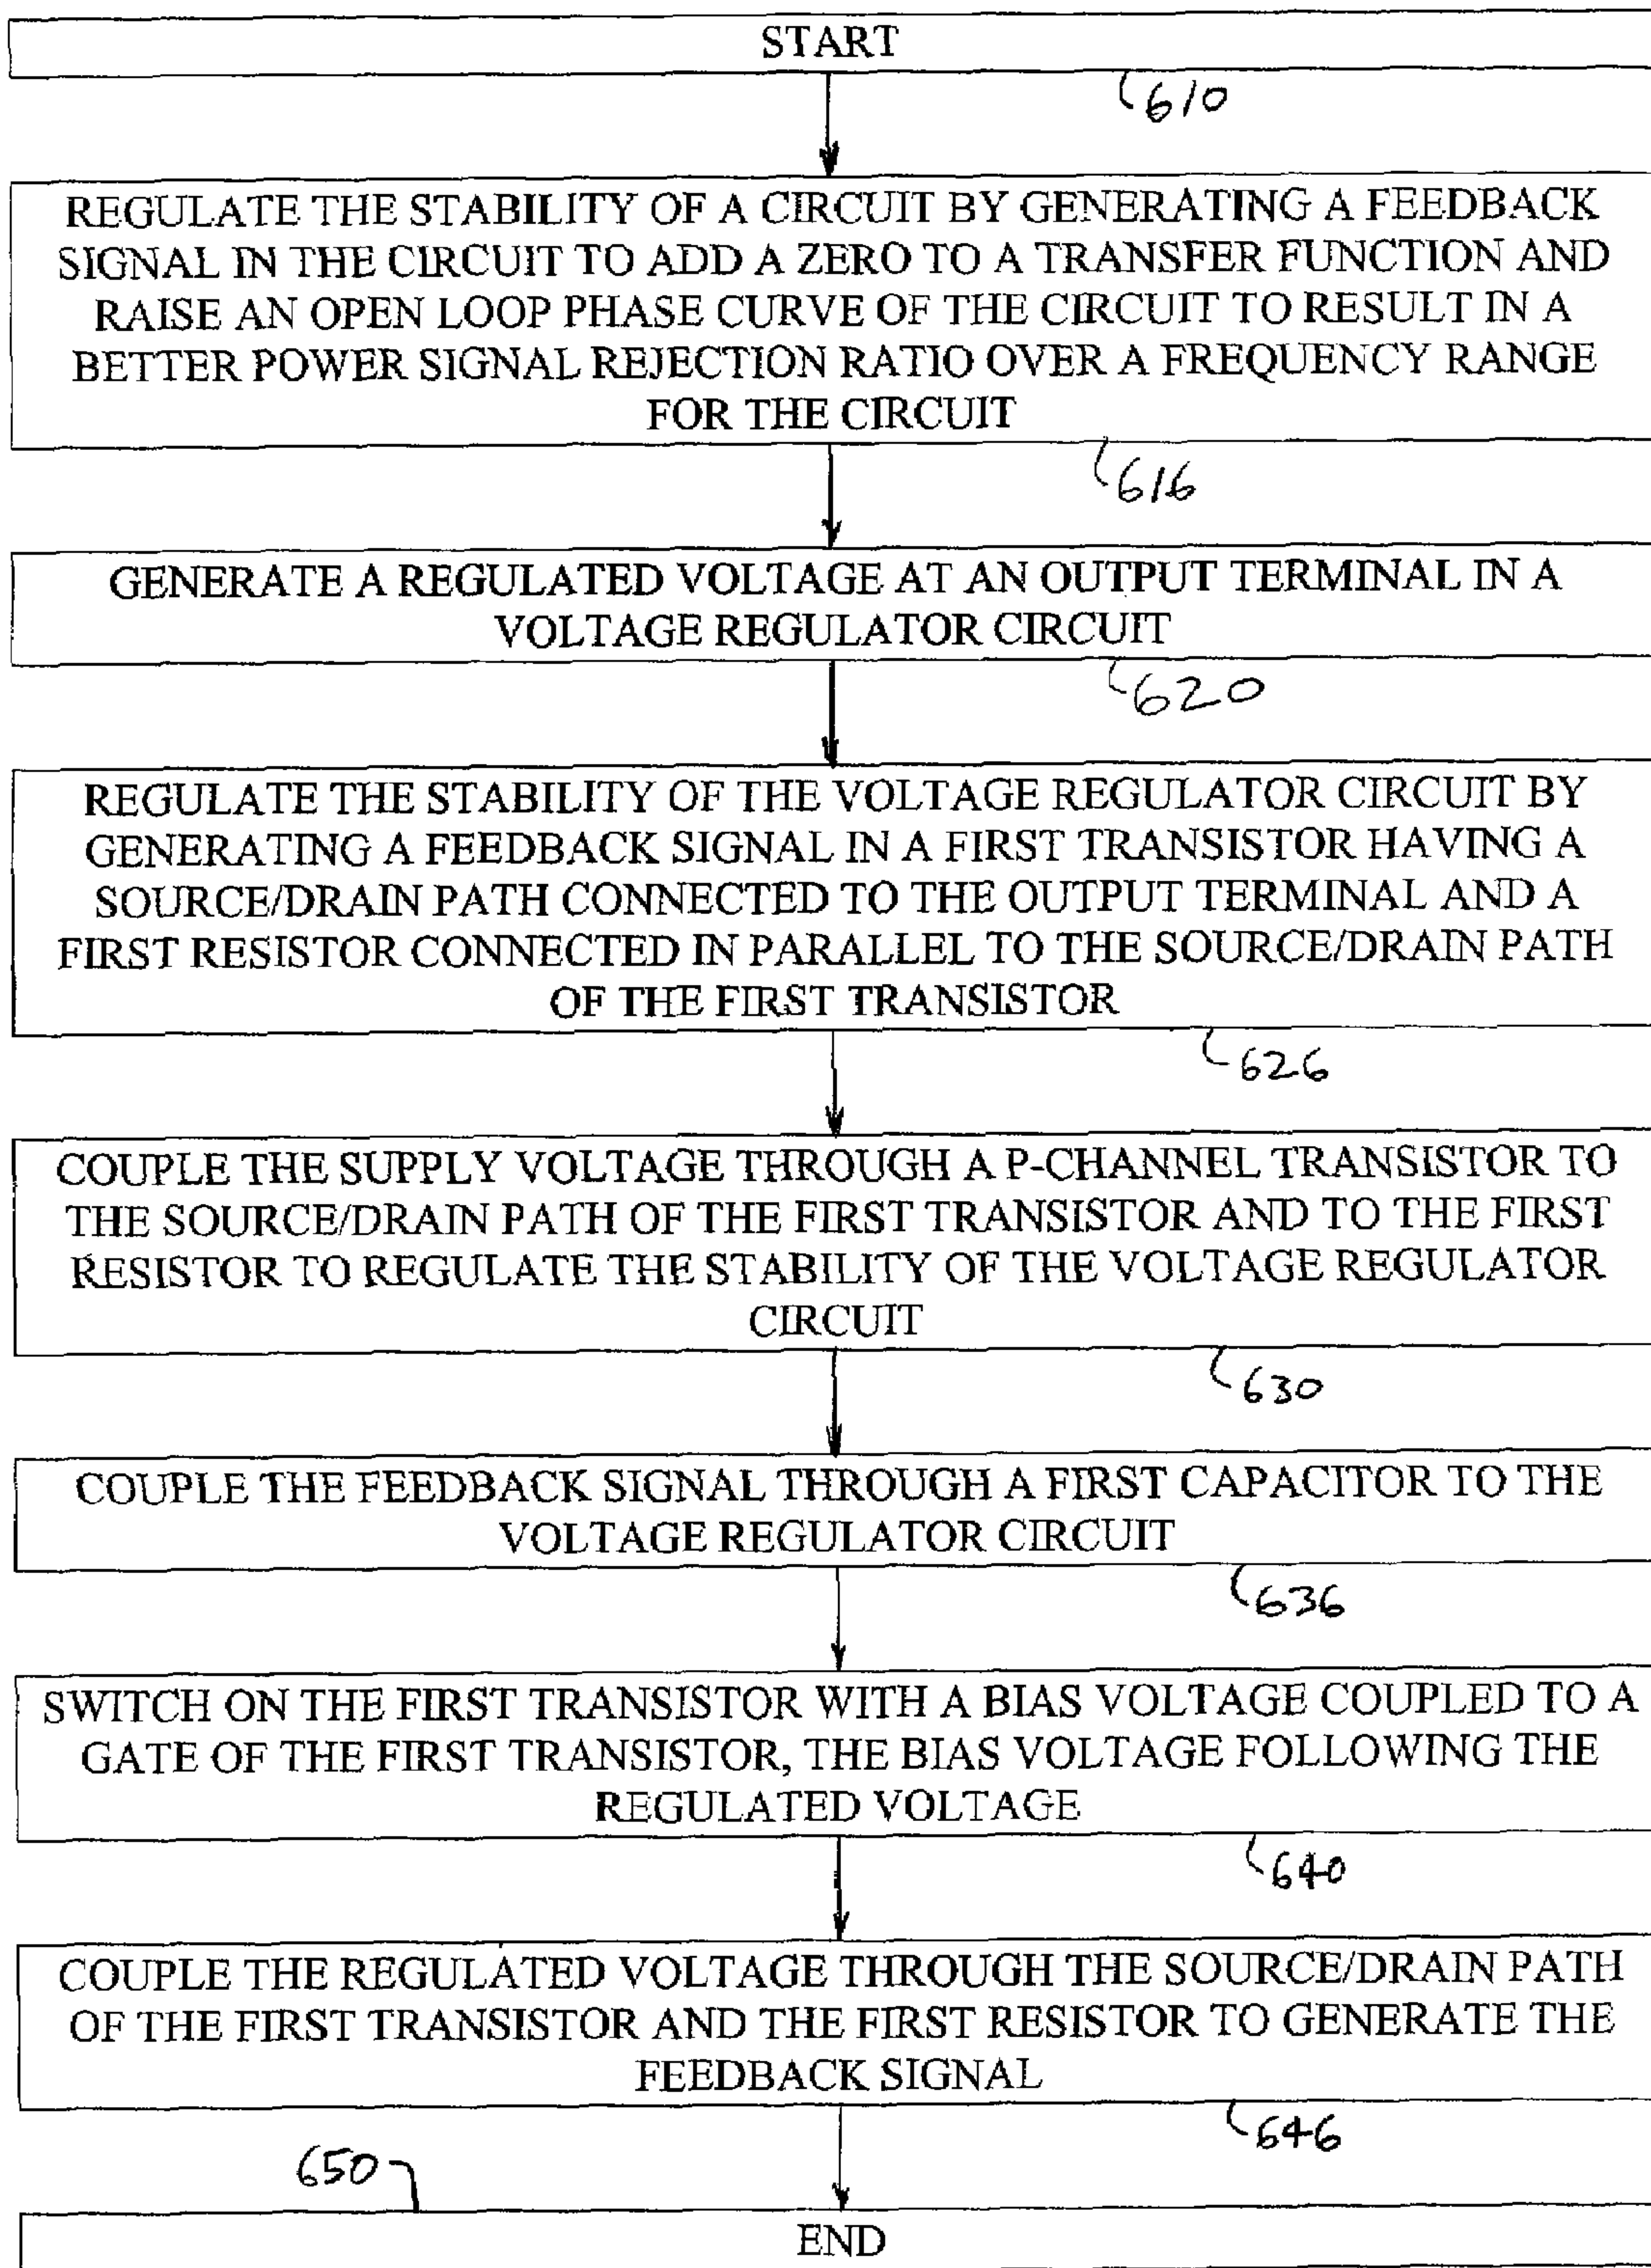 START
610
REGULATE THE STABILITY OF A CIRCUIT BY GENERATING A FEEDBACK
SIGNAL IN THE CIRCUIT TO ADD A ZERO TO A TRANSFER FUNCTION AND
RAISE AN OPEN LOOP PHASE CURVE OF THE CIRCUIT TO RESULT IN A
BETTER POWER SIGNAL REJECTION RATIO OVER A FREQUENCY RANGE
FOR THE CIRCUIT
616
GENERATE A REGULATED VOLTAGE AT AN OUTPUT TERMINAL IN A
VOLTAGE REGULATOR CIRCUIT
620
REGULATE THE STABILITY OF THE VOLTAGE REGULATOR CIRCUIT BY
GENERATING A FEEDBACK SIGNAL IN A FIRST TRANSISTOR HAVING A
SOURCE/DRAIN PATH CONNECTED TO THE OUTPUT TERMINAL AND A
FIRST RESISTOR CONNECTED IN PARALLEL TO THE SOURCE/DRAIN PATH
OF THE FIRST TRANSISTOR
626
COUPLE THE SUPPLY VOLTAGE THROUGH A P-CHANNEL TRANSISTOR TO
THE SOURCE/DRAIN PATH OF THE FIRST TRANSISTOR AND TO THE FIRST
RESISTOR TO REGULATE THE STABILITY OF THE VOLTAGE REGULATOR
CIRCUIT
630
COUPLE THE FEEDBACK SIGNAL THROUGH A FIRST CAPACITOR TO THE
VOLTAGE REGULATOR CIRCUIT
636
SWITCH ON THE FIRST TRANSISTOR WITH A BIAS VOLTAGE COUPLED TO A
GATE OF THE FIRST TRANSISTOR, THE BIAS VOLTAGE FOLLOWING THE
REGULATED VOLTAGE
640
COUPLE THE REGULATED VOLTAGE THROUGH THE SOURCE/DRAIN PATH
OF THE FIRST TRANSISTOR AND THE FIRST RESISTOR TO GENERATE THE
FEEDBACK SIGNAL
646
650
END